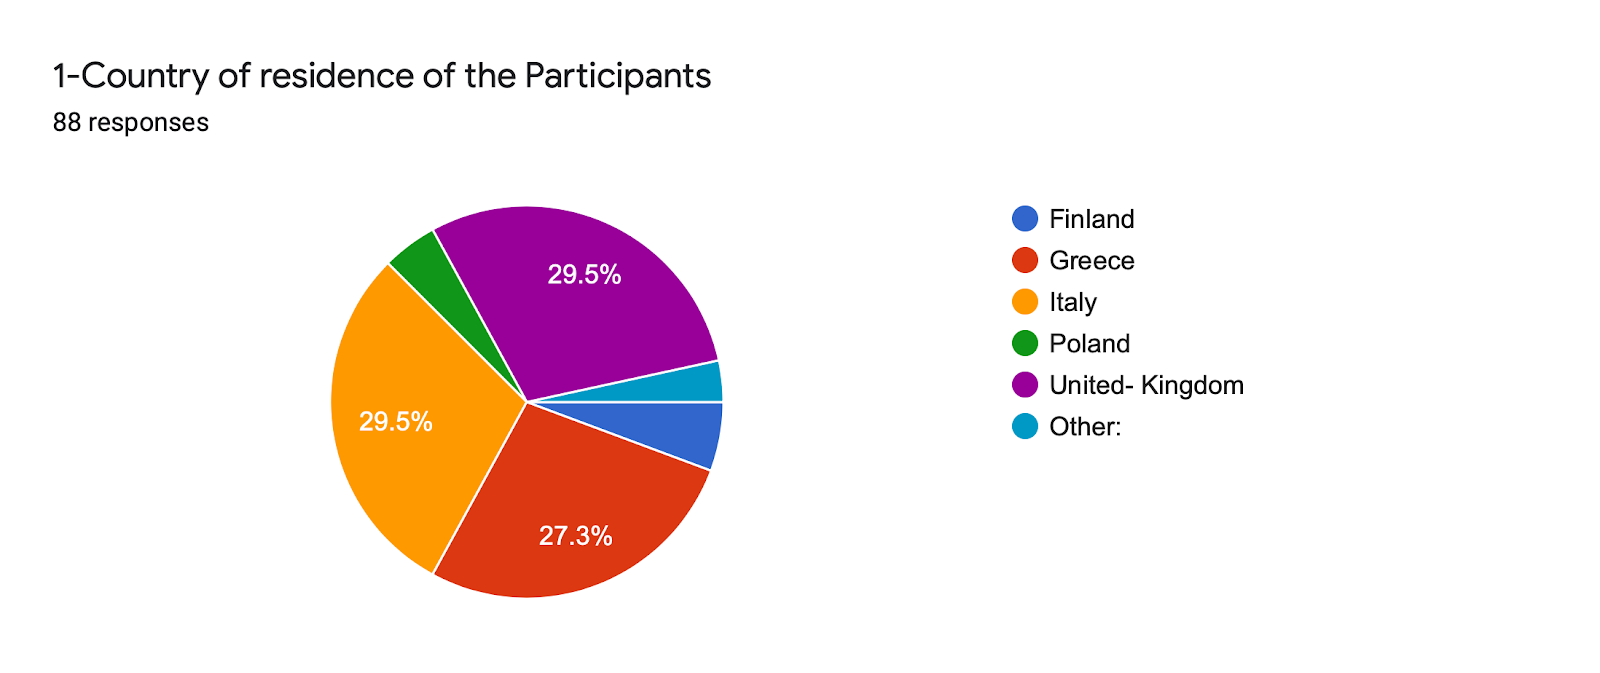 1-Country of residence of the Participants
88 responses
29.5%
29.5%
27.3%
Finland
Greece
Italy
Poland
United- Kingdom
Other: